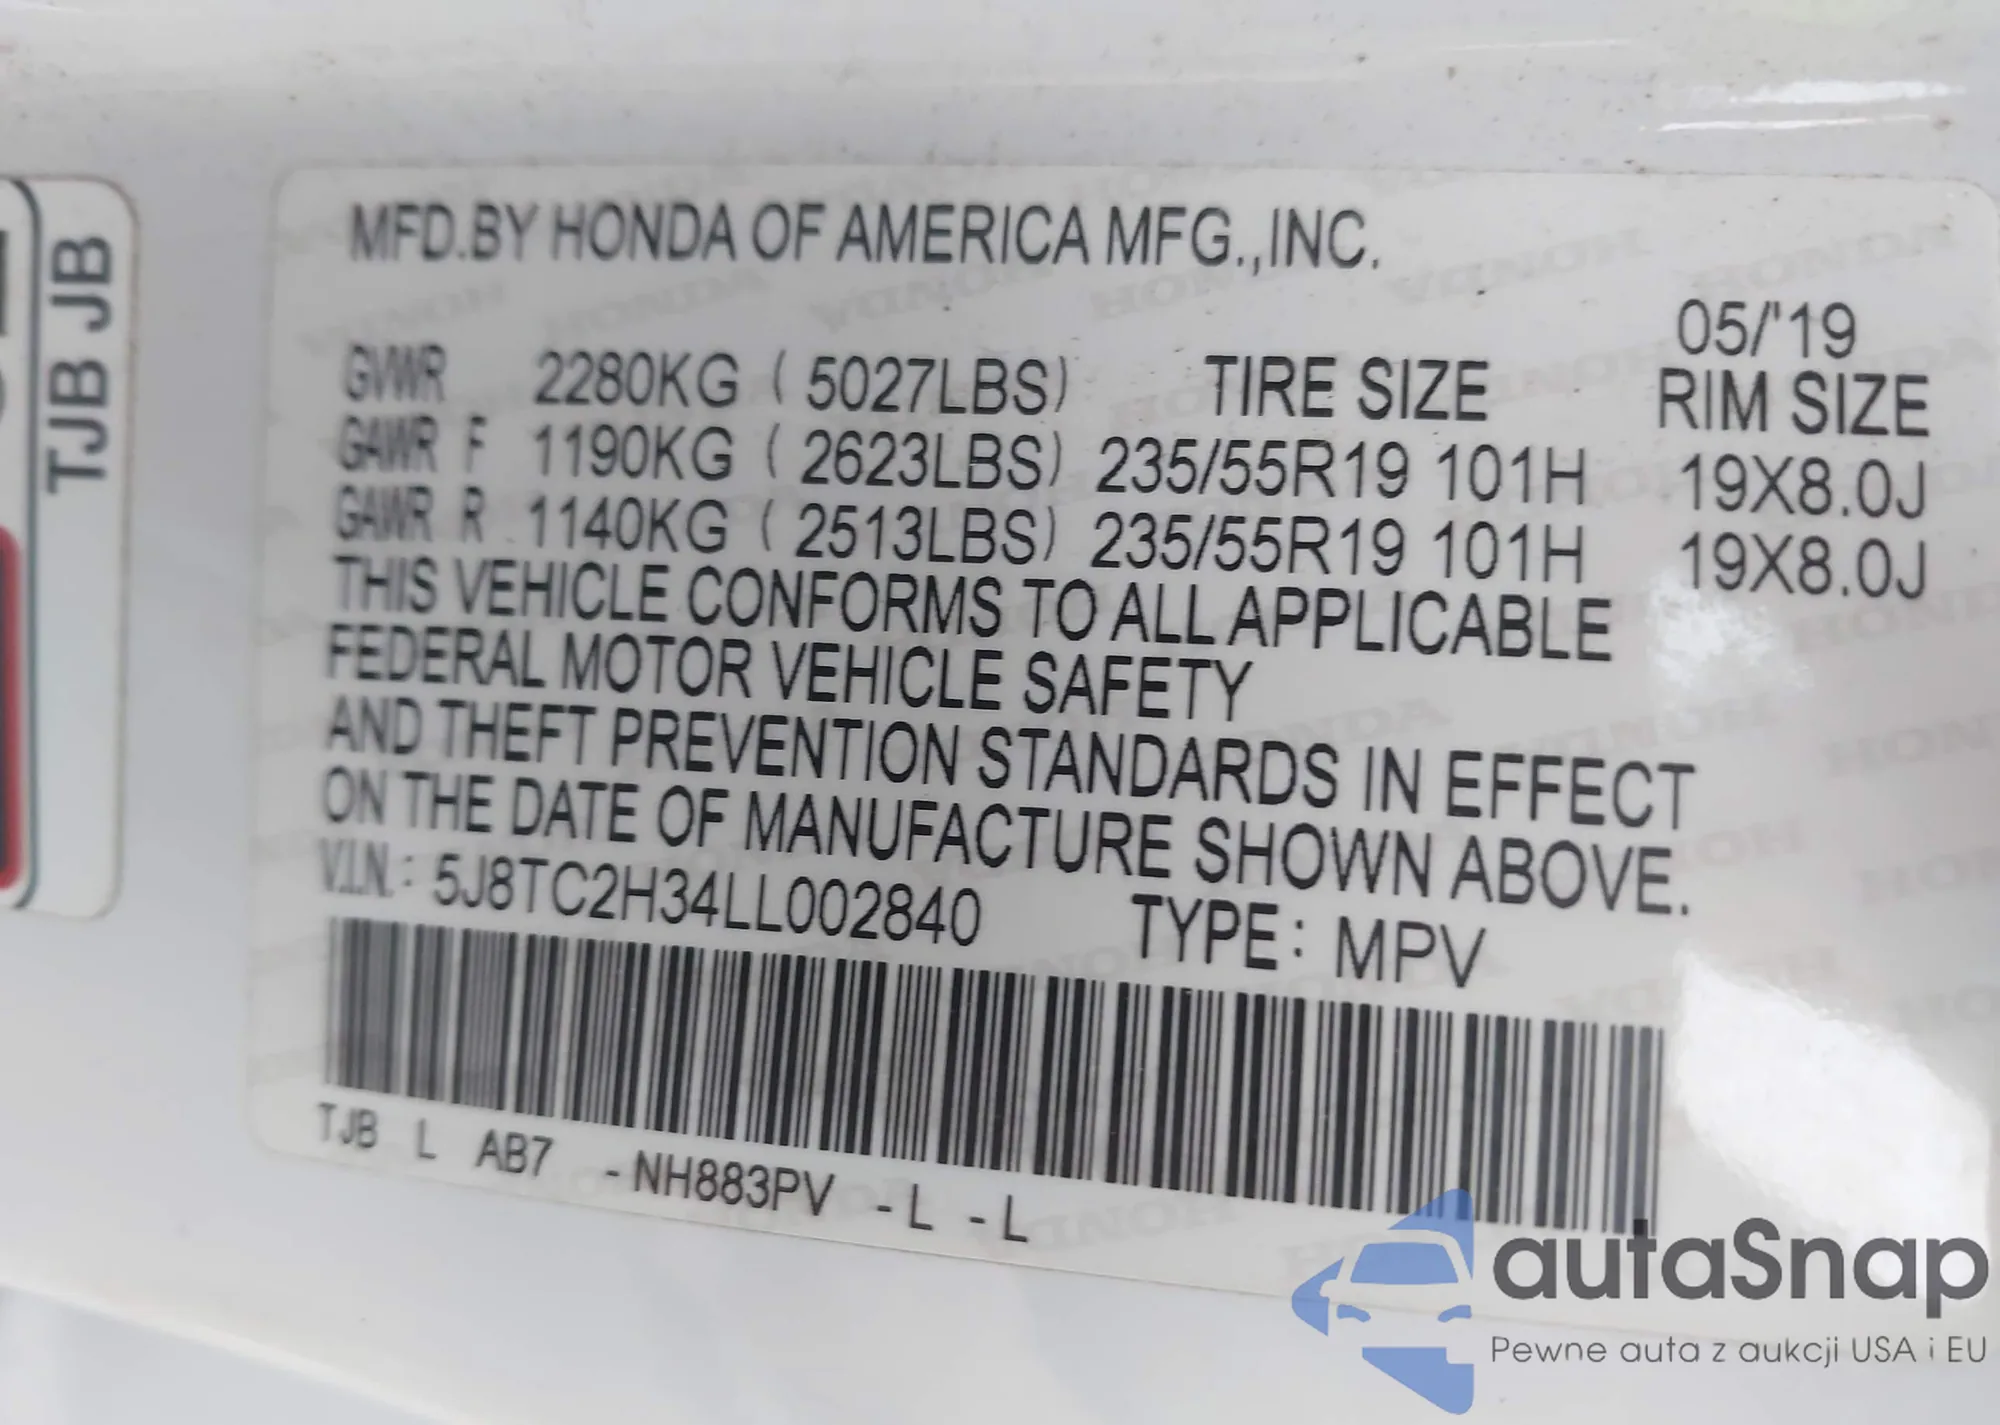 TJB JB
MFD.BY HONDA OF AMERICA MFG.,INC.
05/'19
GVWR 2280KG ( 5027LBS) TIRE SIZE RIM SIZE
GAWR F 1190KG ( 2623LBS) 235/55R19 101H 19X8.0J
GAWR R 1140KG ( 2513LBS) 235/55R19 101H 19X8.0J
THIS VEHICLE CONFORMS TO ALL APPLICABLE
FEDERAL MOTOR VEHICLE SAFETY
AND THEFT PREVENTION STANDARDS IN EFFECT
ON THE DATE OF MANUFACTURE SHOWN ABOVE.
V.I.N.: 5J8TC2H34LL002840 TYPE: MPV
TJB L AB7 -NH883PV -L -L
autaSnap
Pewne auta z aukcji USA i EU